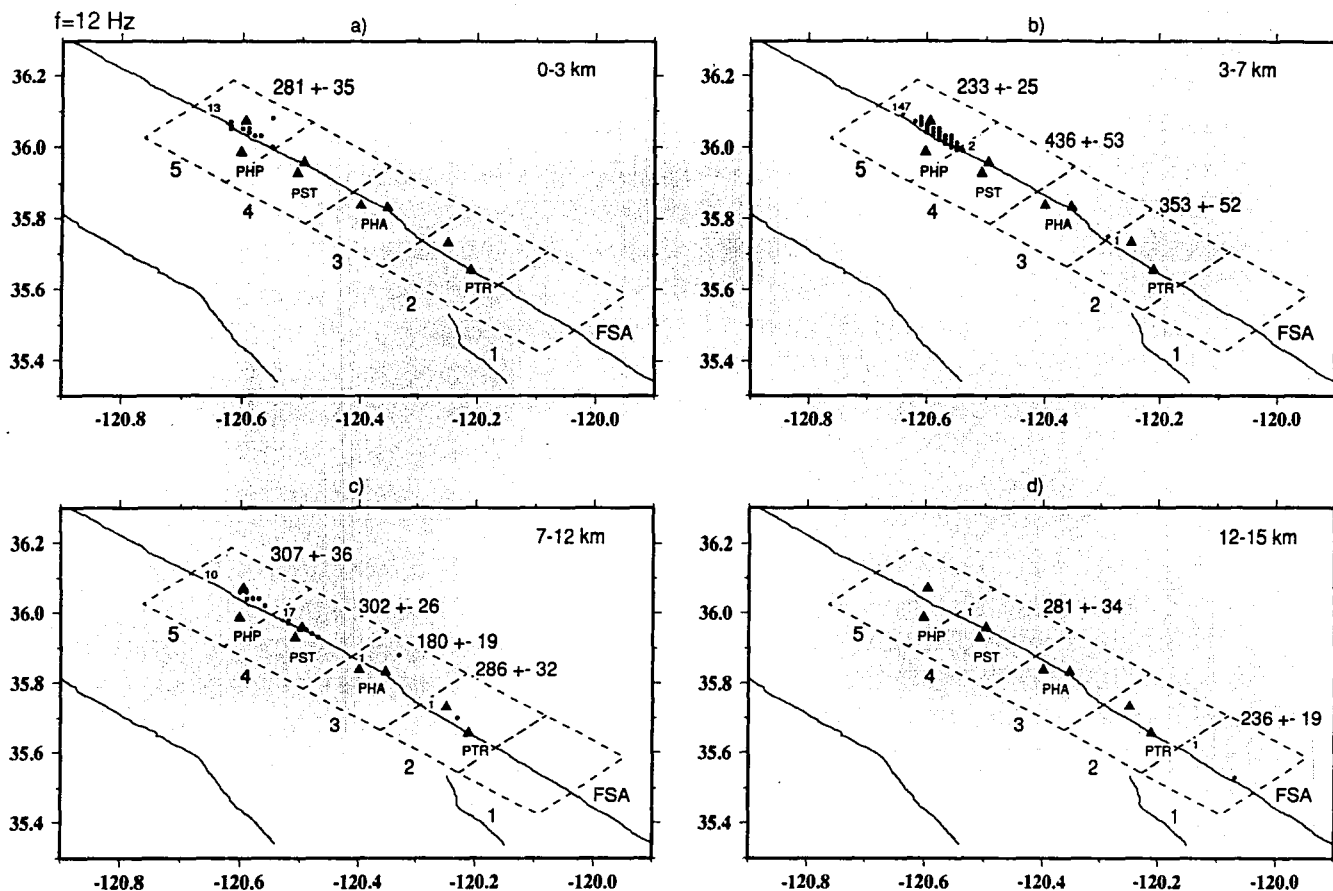 f=12 Hz
a)
0-3 km
281 +- 35
13
36.2
36.0
35.8
35.6
35.4
5
PHP
4
PST
3
PHA
2
PTR
1
FSA
-120.8
-120.6
-120.4
-120.2
-120.0
b)
3-7 km
233 +- 25
147
2
436 +- 53
353 +- 52
1
36.2
36.0
35.8
35.6
35.4
5
PHP
4
PST
3
PHA
2
PTR
1
FSA
-120.8
-120.6
-120.4
-120.2
-120.0
c)
7-12 km
307 +- 36
10
17
302 +- 26
180 +- 19
1
286 +- 32
1
36.2
36.0
35.8
35.6
35.4
5
PHP
4
PST
3
PHA
2
PTR
1
FSA
-120.8
-120.6
-120.4
-120.2
-120.0
d)
12-15 km
1
281 +- 34
236 +- 19
1
36.2
36.0
35.8
35.6
35.4
5
PHP
4
PST
3
PHA
2
PTR
1
FSA
-120.8
-120.6
-120.4
-120.2
-120.0